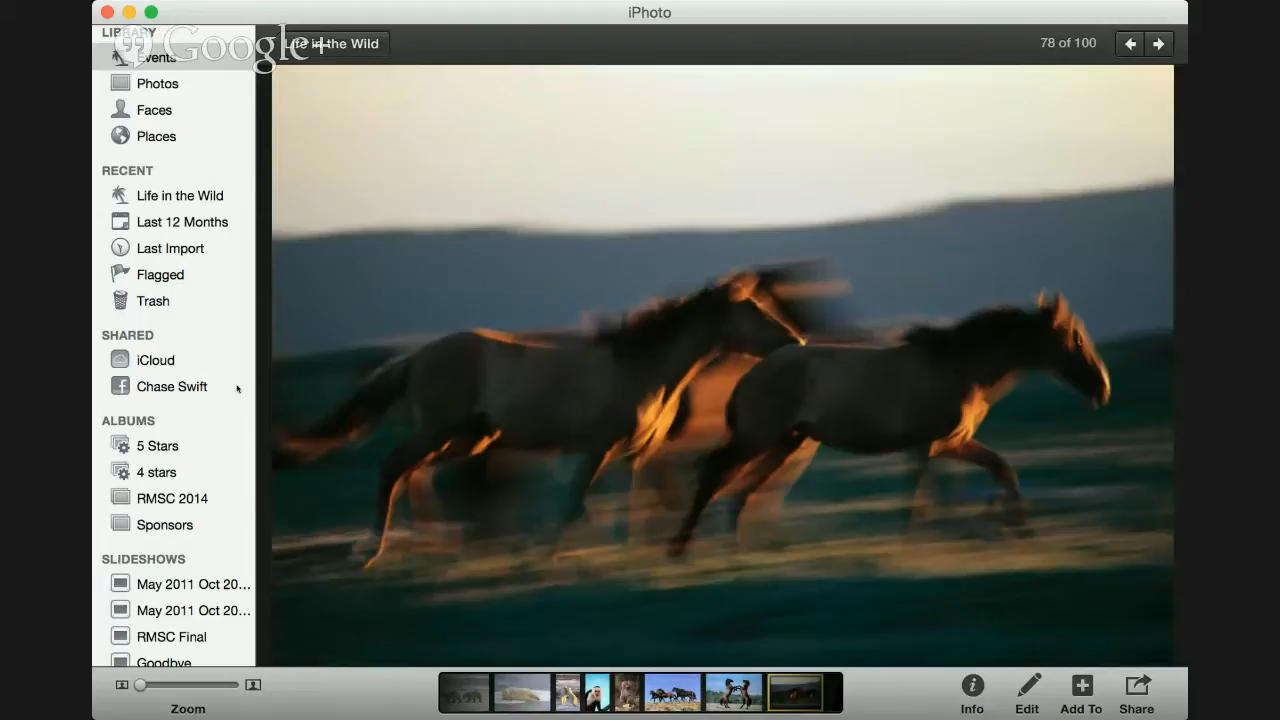 iPhoto
Google+
Life in the Wild
78 of 100
LIBRARY
Events
Photos
Faces
Places
RECENT
Life in the Wild
Last 12 Months
Last Import
Flagged
Trash
SHARED
iCloud
Chase Swift
ALBUMS
5 Stars
4 stars
RMSC 2014
Sponsors
SLIDESHOWS
May 2011 Oct 20...
May 2011 Oct 20...
RMSC Final
Goodbye
Zoom
Info
Edit
Add To
Share